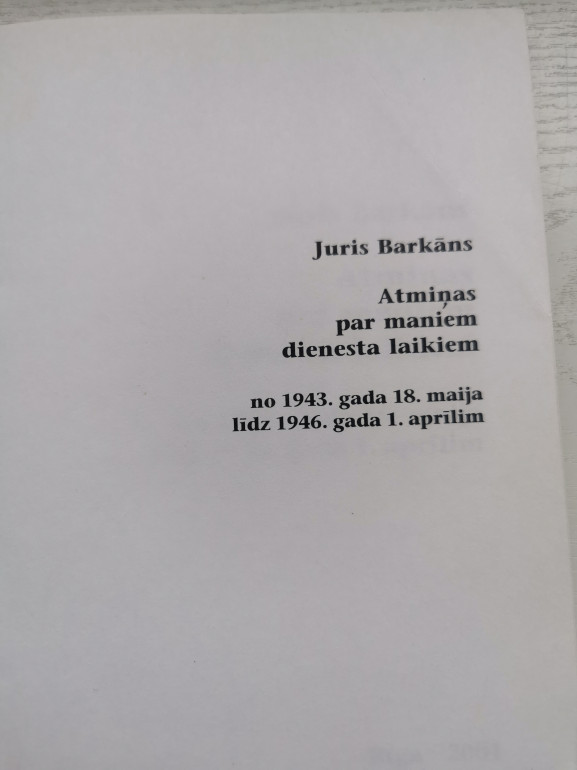 Juris Barkāns
Atmiņas
par maniem
dienesta laikiem
no 1943. gada 18. maija
līdz 1946. gada 1. aprīlim